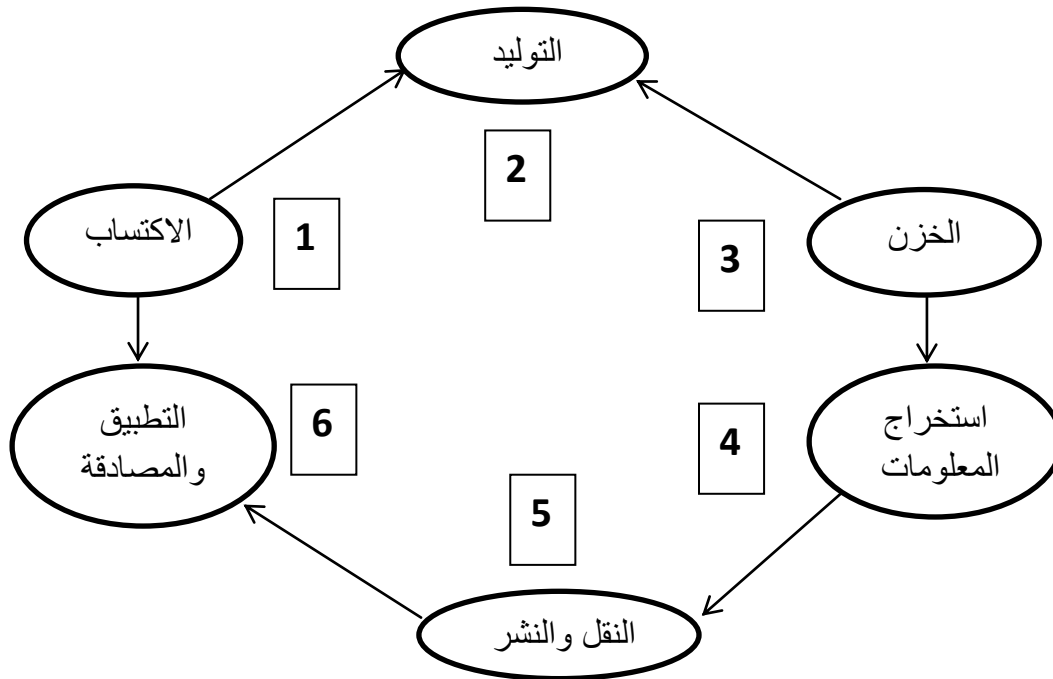 التوليد
2
الاكتساب
1
3
الخزن
التطبيق
والمصادقة
6
4
استخراج
المعلومات
5
النقل والنشر